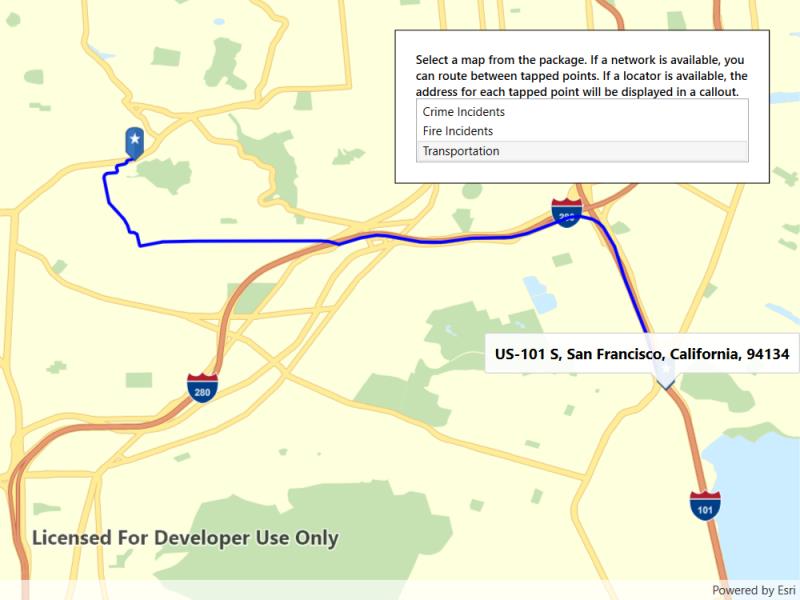 Select a map from the package. If a network is available, you
can route between tapped points. If a locator is available, the
address for each tapped point will be displayed in a callout.
Crime Incidents
Fire Incidents
Transportation
280
US-101 S, San Francisco, California, 94134
280
101
Licensed For Developer Use Only
Powered by Esri